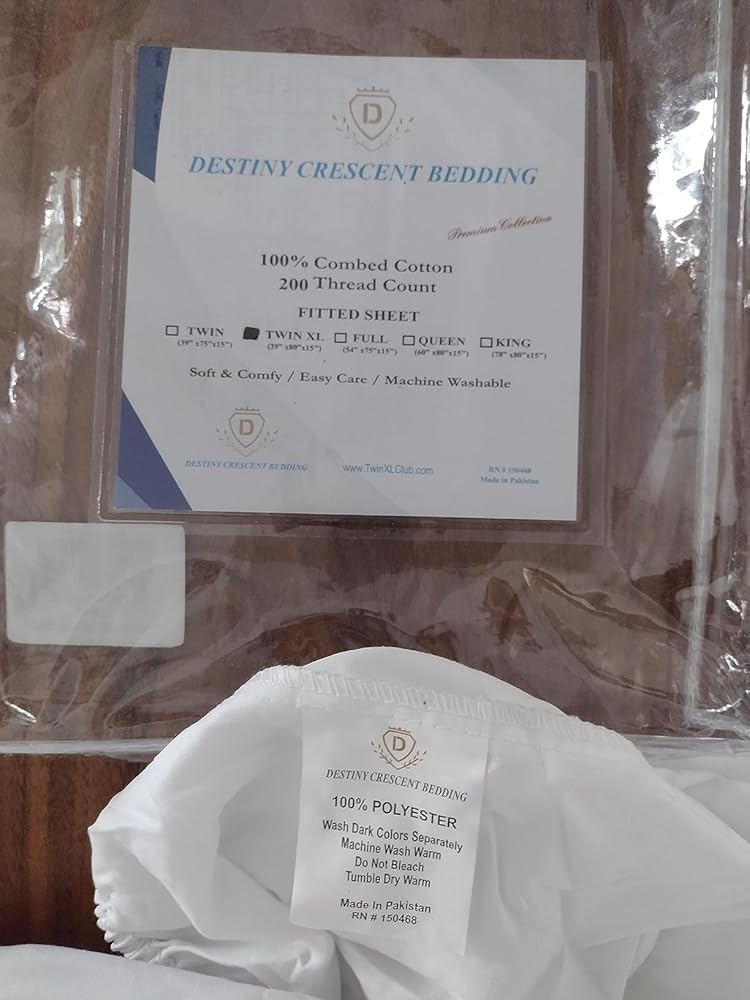 D
DESTINY CRESCENT BEDDING
Premium Collection
100% Combed Cotton
200 Thread Count
FITTED SHEET
TWIN TWIN XL FULL QUEEN KING
(39" x75"x15") (39" x80"x15") (54" x75"x15") (60" x80"x15") (78" x80"x15")
Soft & Comfy / Easy Care / Machine Washable
D
DESTINY CRESCENT BEDDING www.TwinXLClub.com RN # 150468
Made in Pakistan
D
DESTINY CRESCENT BEDDING
100% POLYESTER
Wash Dark Colors Separately
Machine Wash Warm
Do Not Bleach
Tumble Dry Warm
Made In Pakistan
RN # 150468